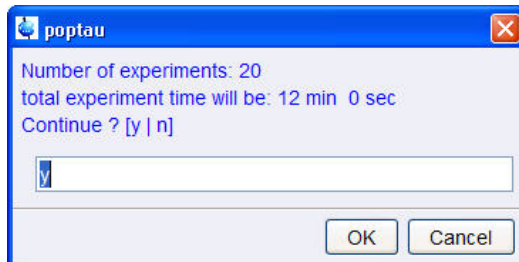 poptau
Number of experiments: 20
total experiment time will be: 12 min  0 sec
Continue ? [y | n]
y
OK
Cancel